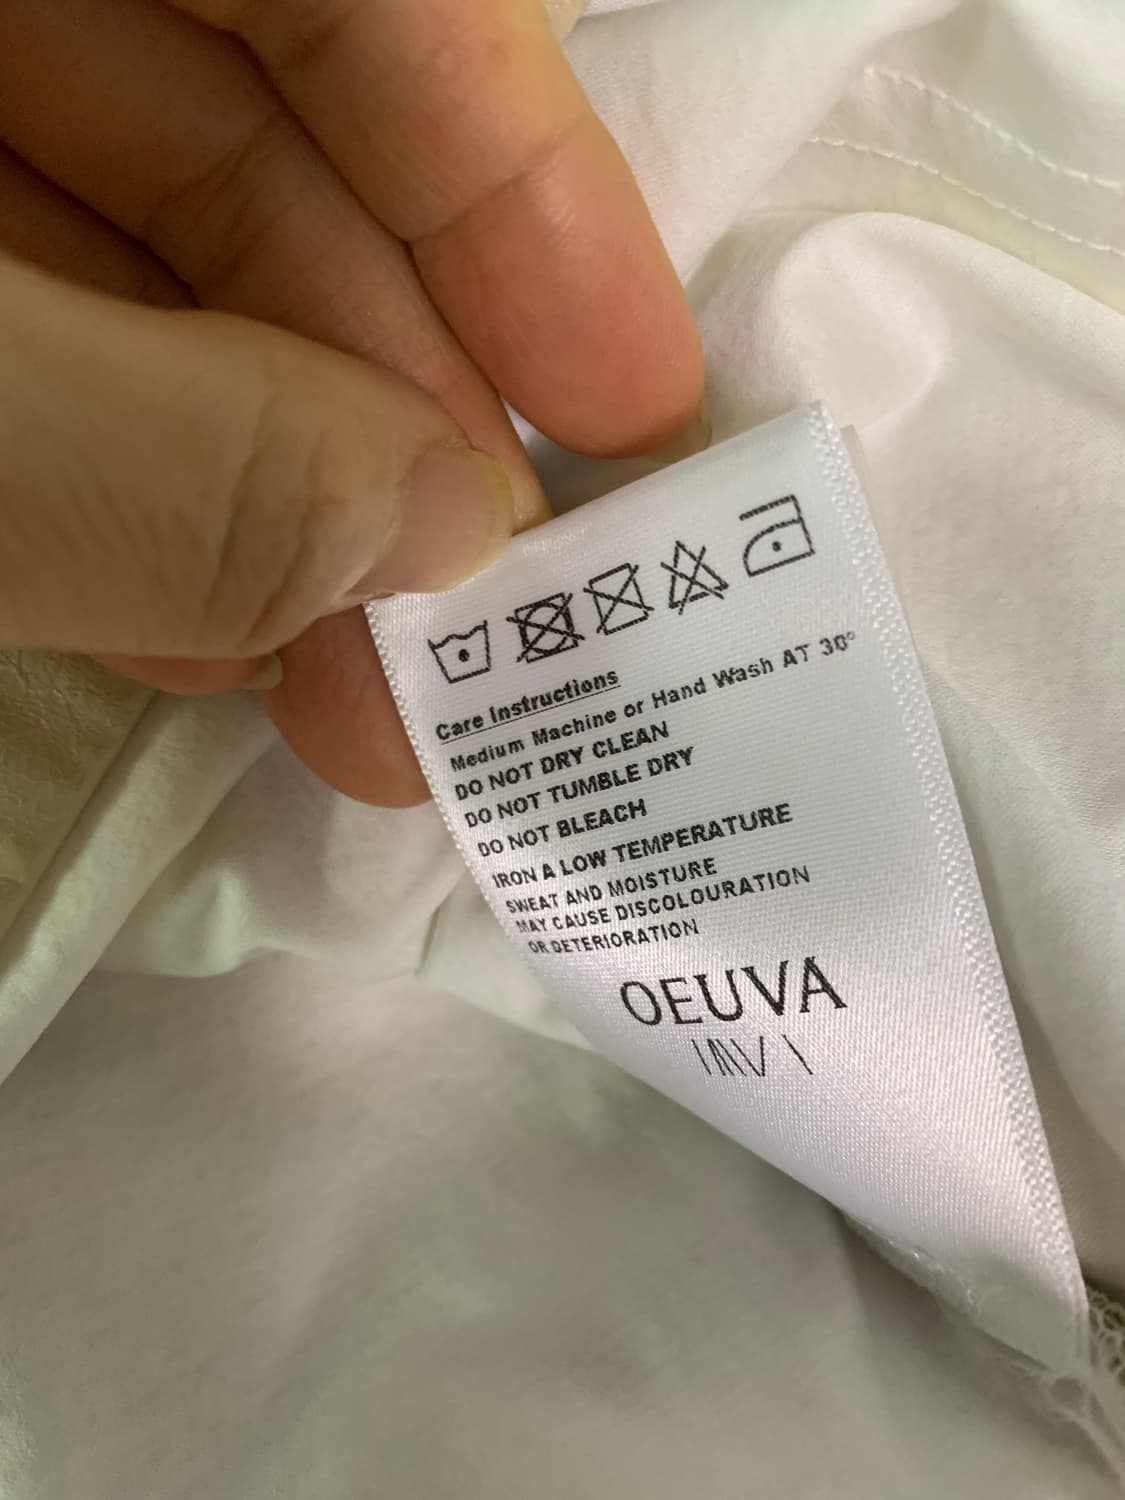 Care Instructions
Medium Machine or Hand Wash AT 30°
DO NOT DRY CLEAN
DO NOT TUMBLE DRY
DO NOT BLEACH
IRON A LOW TEMPERATURE
SWEAT AND MOISTURE
MAY CAUSE DISCOLOURATION
OR DETERIORATION
OEUVA